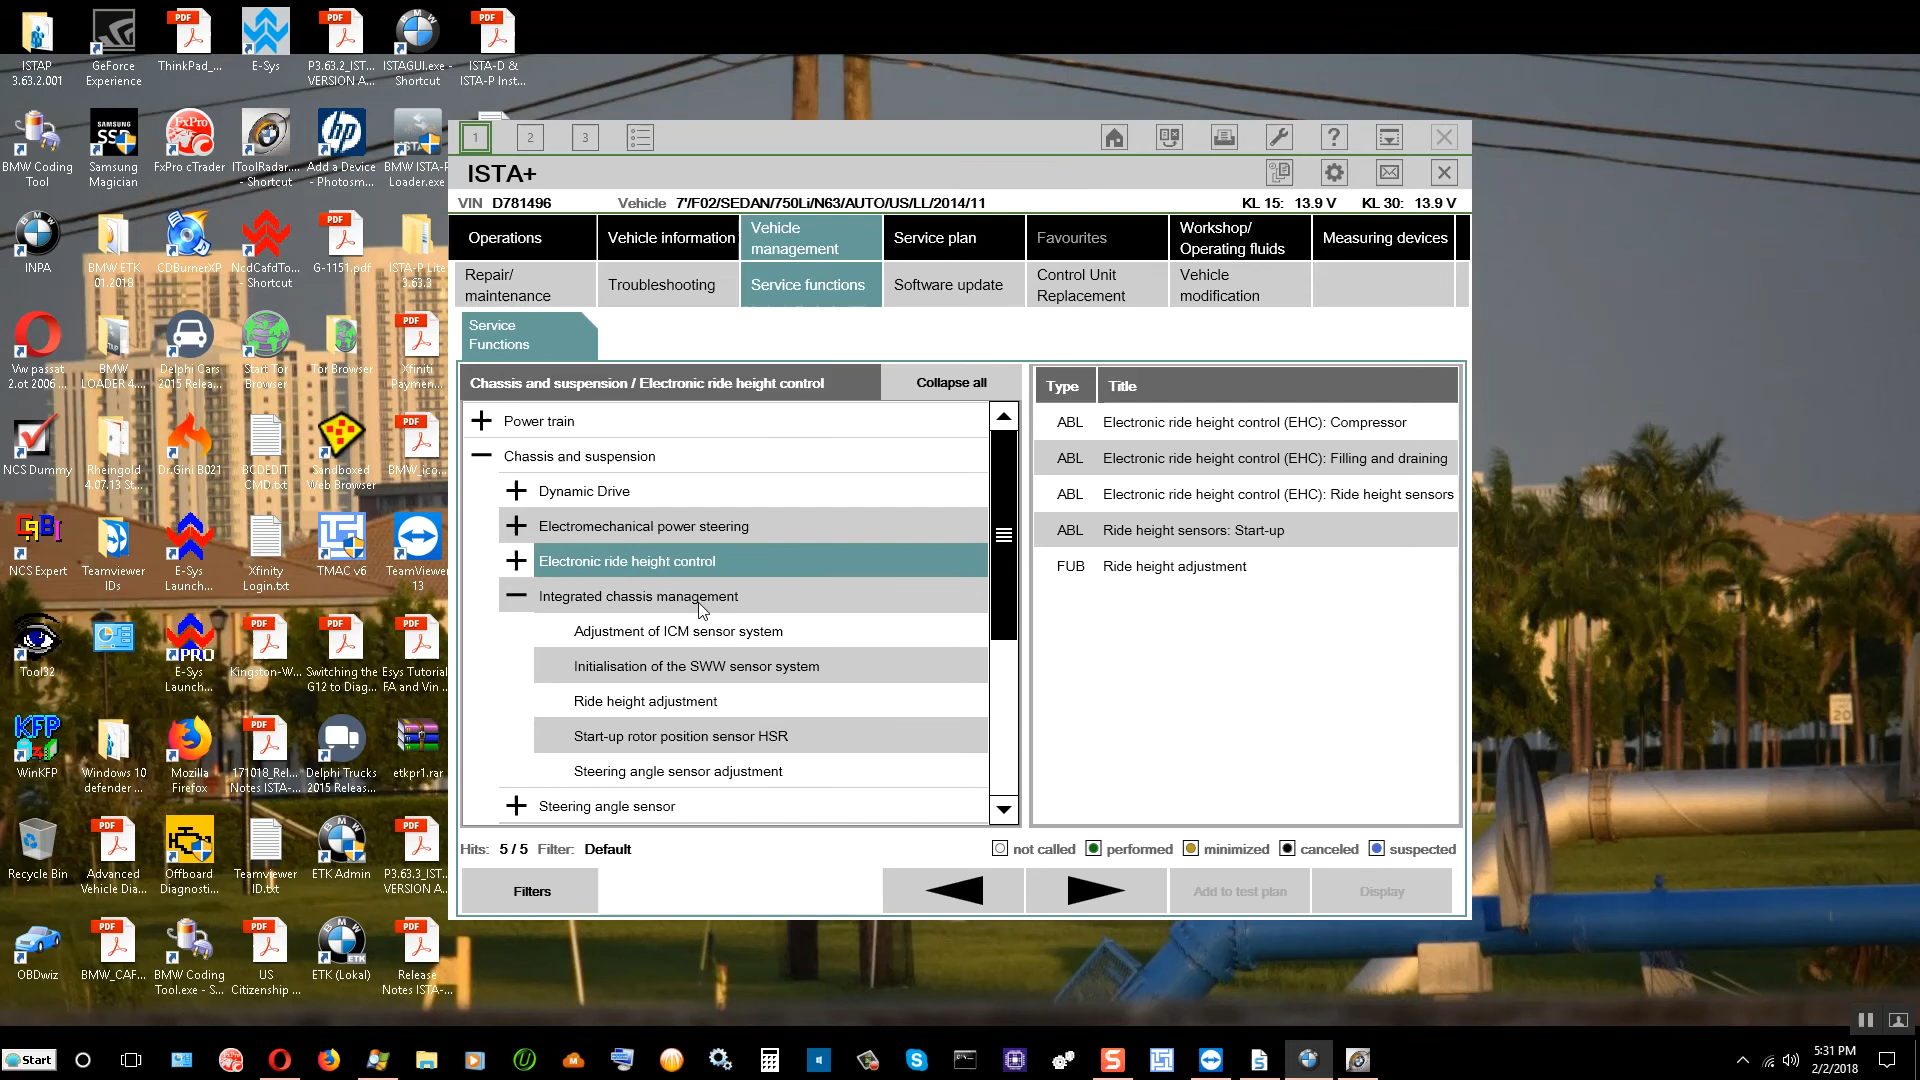 ISTAP
3.63.2.001
GeForce
Experience
ThinkPad_...
E-Sys
P3.63.2_IST...
VERSION A...
ISTAGUI.exe -
Shortcut
ISTA-D &
ISTA-P Inst...
BMW Coding
Tool
Samsung
Magician
FxPro cTrader
IToolRadar....
- Shortcut
Add a Device
- Photosm...
BMW ISTA-P
Loader.exe
INPA
BMW ETK
01.2018
CDBurnerXP
NcdCafdTo...
- Shortcut
G-1151.pdf
ISTA-P Lite
3.63.3
Vw passat
2.ot 2006 ...
BMW
LOADER 4....
Delphi Cars
2015 Relea...
Start Tor
Browser
Tor Browser
Xfiniti
Paymen...
NCS Dummy
Rheingold
4.07.13 St...
Dr.Gini B021
BCDEDIT
CMD.txt
Sandboxed
Web Browser
BMW_ico...
NCS Expert
Teamviewer
IDs
E-Sys
Launch...
Xfinity
Login.txt
TMAC v6
TeamViewer
13
Tool32
E-Sys
Launch...
Kingston-W...
Switching the
G12 to Diag...
Esys Tutorial
FA and Vin ...
WinKFP
Windows 10
defender ...
Mozilla
Firefox
171018_Rel...
Notes ISTA-...
Delphi Trucks
2015 Releas...
etkpr1.rar
Recycle Bin
Advanced
Vehicle Dia...
Offboard
Diagnosti...
Teamviewer
ID.txt
ETK Admin
P3.63.3_IST...
VERSION A...
OBDwiz
BMW_CAF...
BMW Coding
Tool.exe - S...
US
Citizenship ...
ETK (Lokal)
Release
Notes ISTA-...
1
2
3
ISTA+
VIN D781496 Vehicle 7'/F02/SEDAN/750Li/N63/AUTO/US/LL/2014/11 KL 15: 13.9 V KL 30: 13.9 V
Operations
Vehicle information
Vehicle
management
Service plan
Favourites
Workshop/
Operating fluids
Measuring devices
Repair/
maintenance
Troubleshooting
Service functions
Software update
Control Unit
Replacement
Vehicle
modification
Service
Functions
Chassis and suspension / Electronic ride height control
Collapse all
Power train
Chassis and suspension
Dynamic Drive
Electromechanical power steering
Electronic ride height control
Integrated chassis management
Adjustment of ICM sensor system
Initialisation of the SWW sensor system
Ride height adjustment
Start-up rotor position sensor HSR
Steering angle sensor adjustment
Steering angle sensor
Type Title
ABL Electronic ride height control (EHC): Compressor
ABL Electronic ride height control (EHC): Filling and draining
ABL Electronic ride height control (EHC): Ride height sensors
ABL Ride height sensors: Start-up
FUB Ride height adjustment
Hits: 5 / 5 Filter: Default
not called performed minimized canceled suspected
Filters
Add to test plan
Display
Start
5:31 PM
2/2/2018